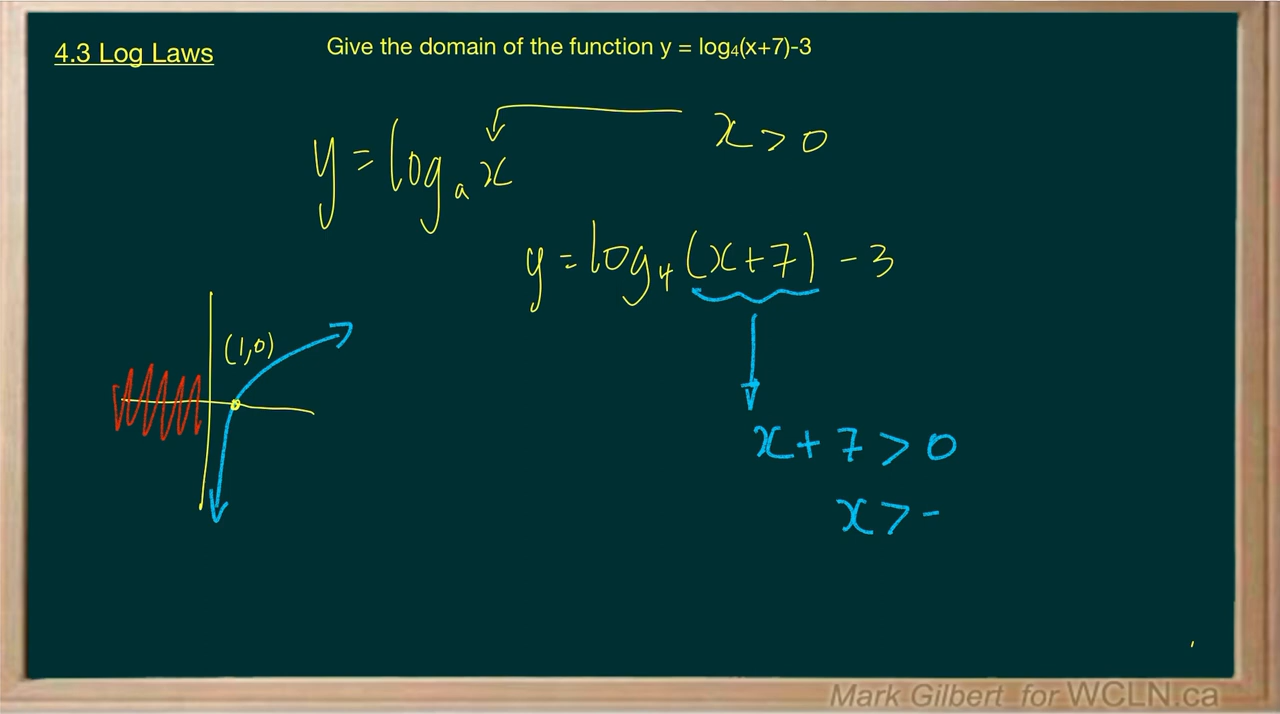 4.3 Log Laws
Give the domain of the function y = log₄(x+7)-3
y = logₐ x
x > 0
y = log₄ (x+7) - 3
(1,0)
x + 7 > 0
x > -
Mark Gilbert for WCLN.ca